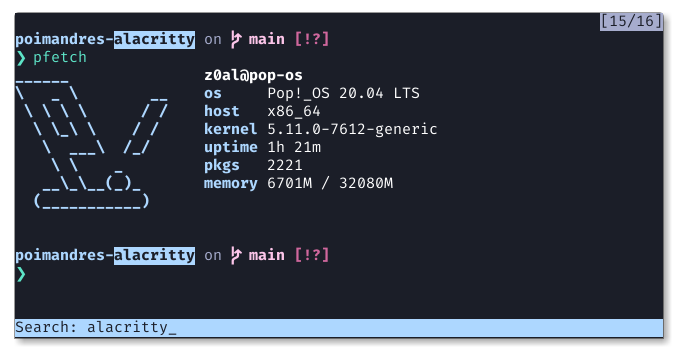 [15/16]
poimandres-alacritty on main [!?]
❯ pfetch
z0al@pop-os
os Pop!_OS 20.04 LTS
host x86_64
kernel 5.11.0-7612-generic
uptime 1h 21m
pkgs 2221
memory 6701M / 32080M
poimandres-alacritty on main [!?]
❯
Search: alacritty_